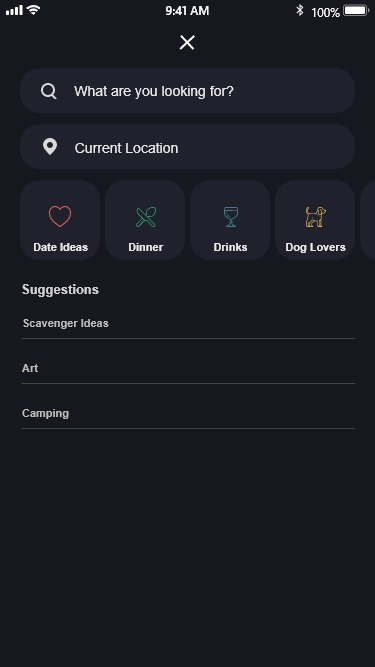 9:41 AM
100%
What are you looking for?
Current Location
Date Ideas
Dinner
Drinks
Dog Lovers
Suggestions
Scavenger Ideas
Art
Camping